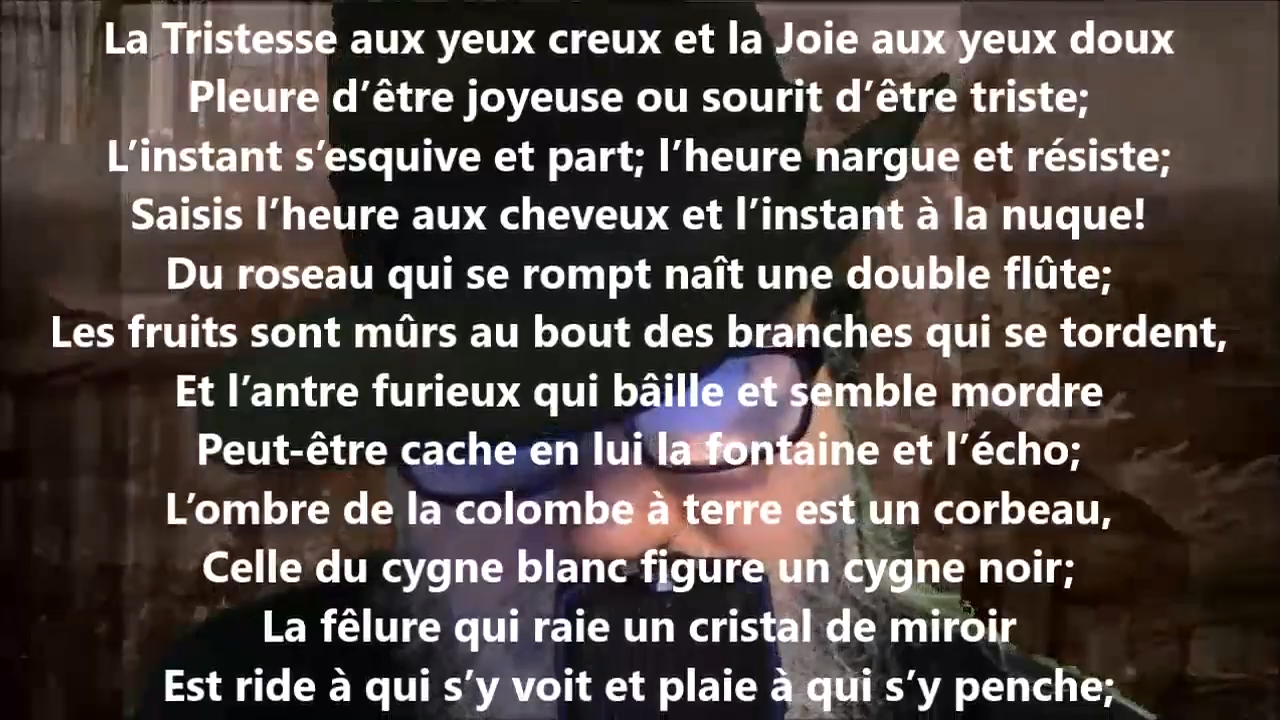 La Tristesse aux yeux creux et la Joie aux yeux doux
Pleure d’être joyeuse ou sourit d’être triste;
L’instant s’esquive et part; l’heure nargue et résiste;
Saisis l’heure aux cheveux et l’instant à la nuque!
Du roseau qui se rompt naît une double flûte;
Les fruits sont mûrs au bout des branches qui se tordent,
Et l’antre furieux qui bâille et semble mordre
Peut-être cache en lui la fontaine et l’écho;
L’ombre de la colombe à terre est un corbeau,
Celle du cygne blanc figure un cygne noir;
La fêlure qui raie un cristal de miroir
Est ride à qui s’y voit et plaie à qui s’y penche;